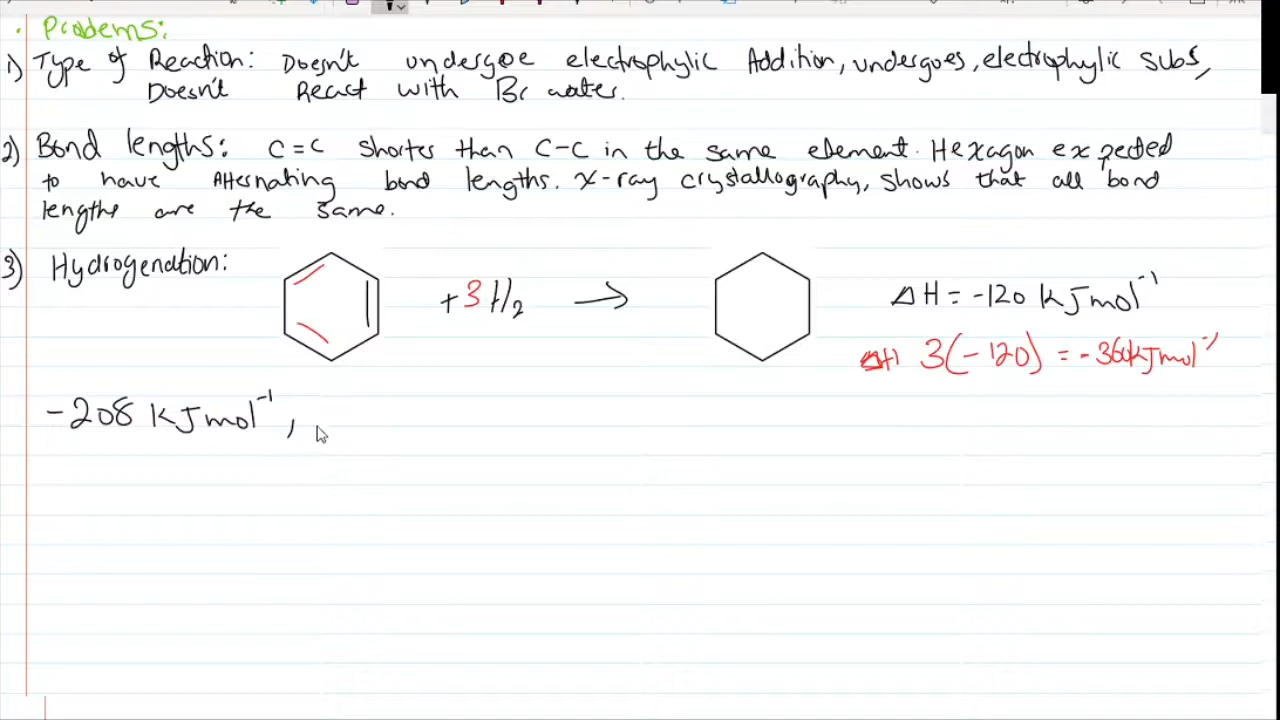 · Problems:
1) Type of Reaction: Doesn't undergoe electrophylic Addition, undergoes, electrophylic subs,
Doesn't React with Br water.
2) Bond lengths: C=C shorter than C-C in the same element. Hexagon expected
to have Alternating bond lengths. X-ray crystallography, shows that all bond
lengths are the same.
3) Hydrogenation: +3H₂ → ΔH = -120 KJmol⁻¹
ΔH 3(-120) = -360KJmol⁻¹
-208 KJmol⁻¹,